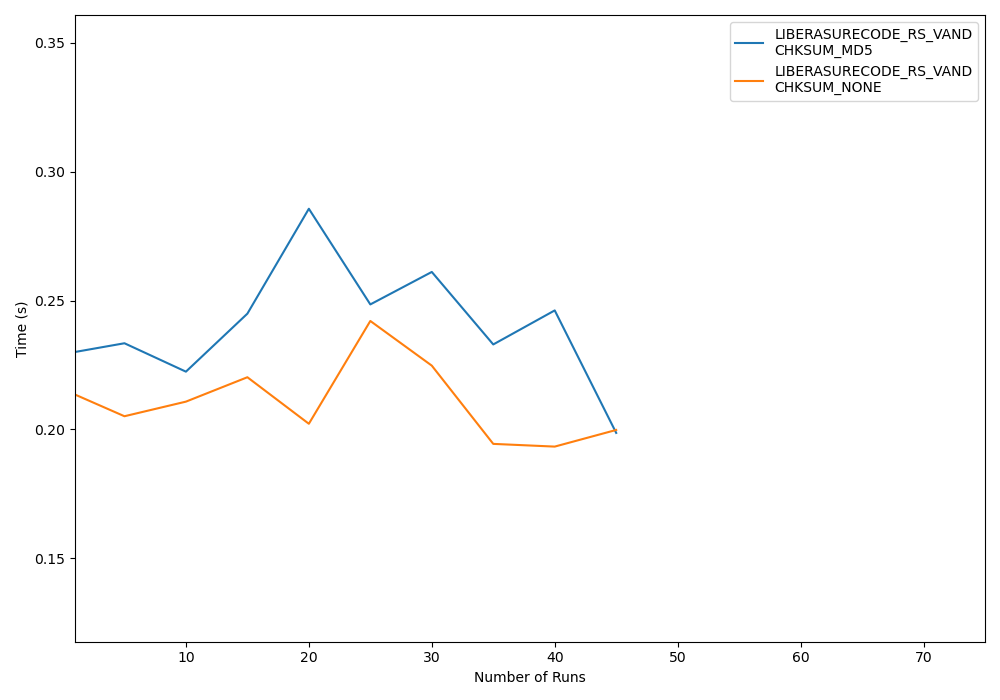 LIBERASURECODE_RS_VAND
CHKSUM_MD5
LIBERASURECODE_RS_VAND
CHKSUM_NONE
0.35
0.30
0.25
0.20
0.15
Time (s)
10
20
30
40
50
60
70
Number of Runs